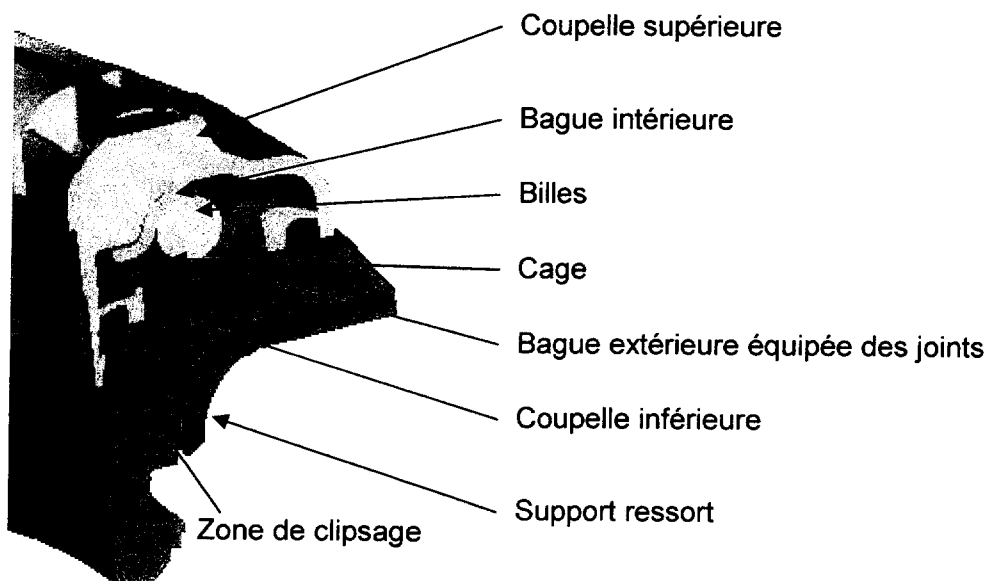 Coupelle supérieure
Bague intérieure
Billes
Cage
Bague extérieure équipée des joints
Coupelle inférieure
Support ressort
Zone de clipsage